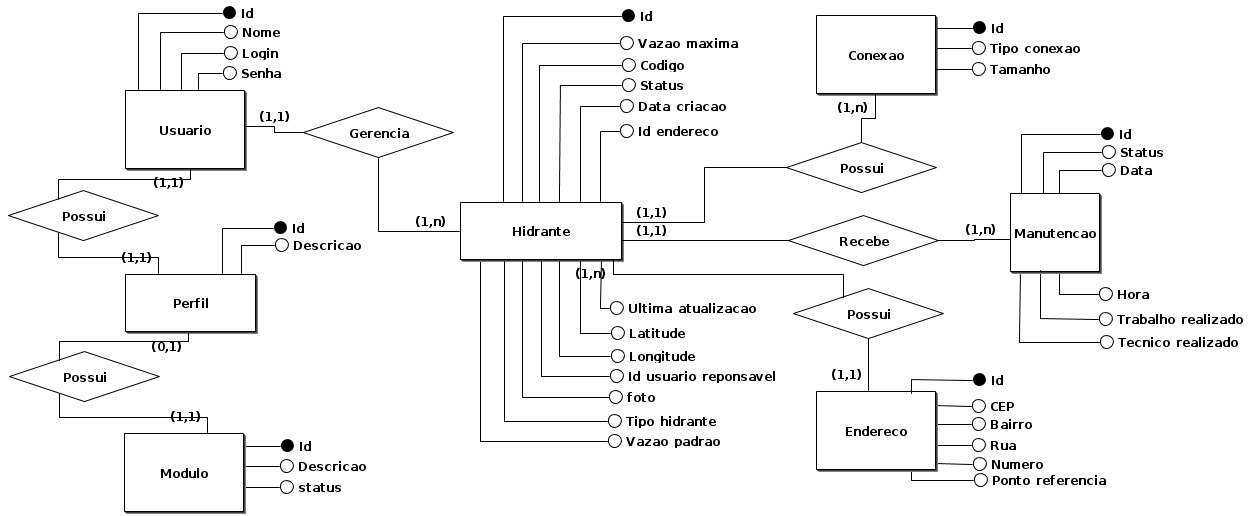 Id
Nome
Login
Senha
Usuario
(1,1)
Gerencia
(1,n)
(1,1)
Possui
(1,1)
Id
Descricao
Perfil
(0,1)
Possui
(1,1)
Id
Descricao
status
Modulo
Id
Vazao maxima
Codigo
Status
Data criacao
Id endereco
Hidrante
(1,1)
(1,1)
(1,n)
Ultima atualizacao
Latitude
Longitude
Id usuario reponsavel
foto
Tipo hidrante
Vazao padrao
Conexao
Id
Tipo conexao
Tamanho
(1,n)
Possui
Recebe
(1,n)
Id
Status
Data
Manutencao
Hora
Trabalho realizado
Tecnico realizado
Possui
(1,1)
Endereco
Id
CEP
Bairro
Rua
Numero
Ponto referencia